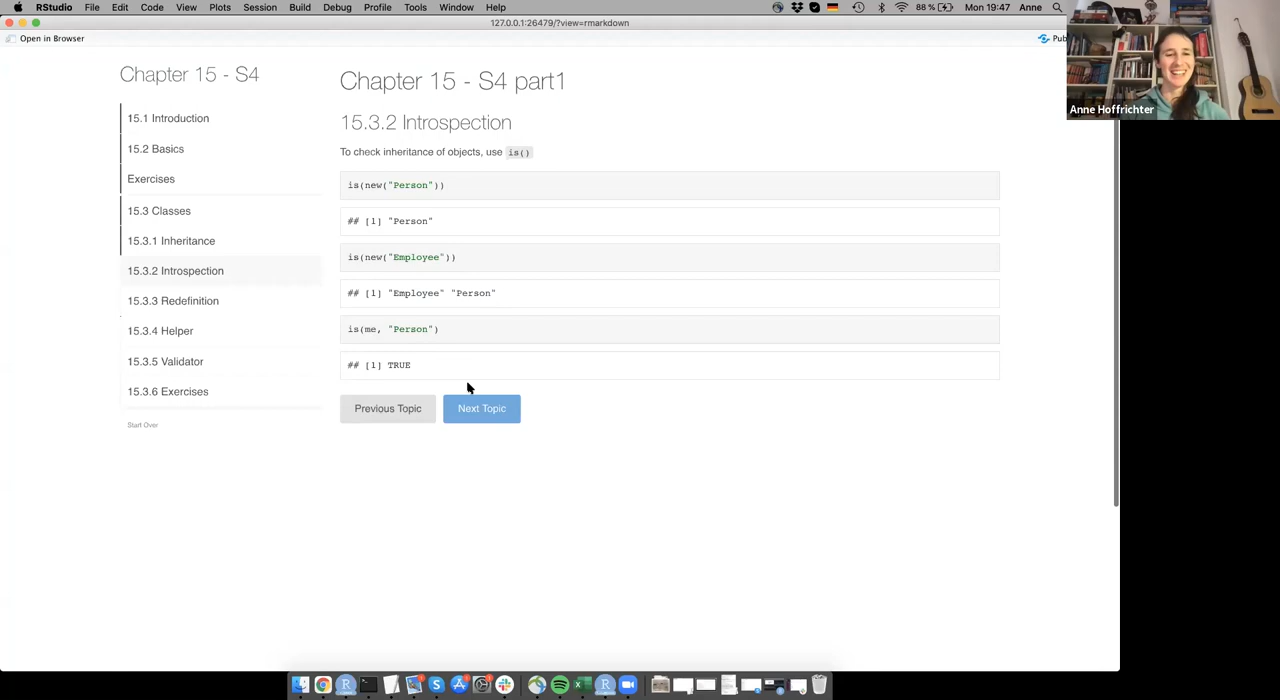 RStudio File Edit Code View Plots Session Build Debug Profile Tools Window Help 88 % Mon 19:47 Anne
127.0.0.1:26479/?view=rmarkdown
Open in Browser
Pub
Anne Hoffrichter
Chapter 15 - S4
15.1 Introduction
15.2 Basics
Exercises
15.3 Classes
15.3.1 Inheritance
15.3.2 Introspection
15.3.3 Redefinition
15.3.4 Helper
15.3.5 Validator
15.3.6 Exercises
Start Over
Chapter 15 - S4 part1
15.3.2 Introspection
To check inheritance of objects, use is()
is(new("Person"))
## [1] "Person"
is(new("Employee"))
## [1] "Employee" "Person"
is(me, "Person")
## [1] TRUE
Previous Topic Next Topic